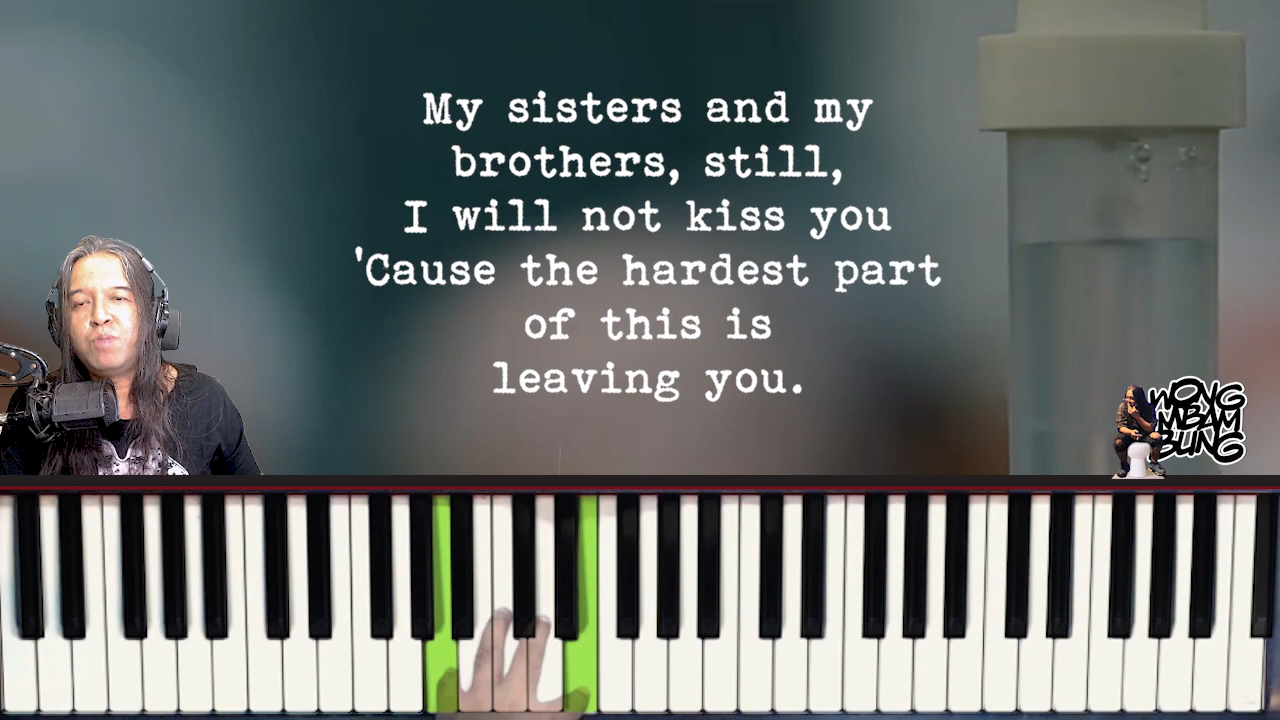 My sisters and my
brothers, still,
I will not kiss you
'Cause the hardest part
of this is
leaving you.
WONG
MBAM
BUNG